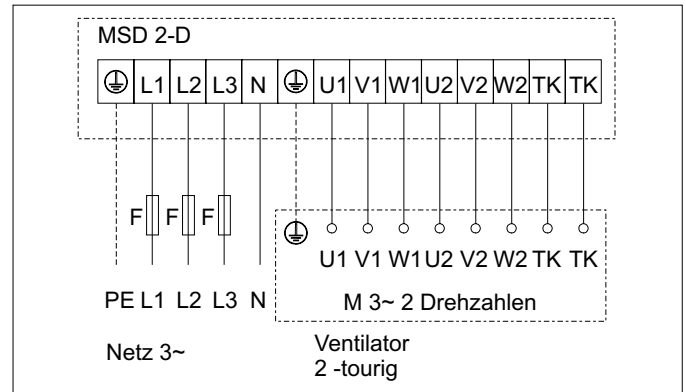 MSD 2-D
L1 L2 L3 N U1 V1 W1 U2 V2 W2 TK TK
F F F
U1 V1 W1 U2 V2 W2 TK TK
PE L1 L2 L3 N M 3~ 2 Drehzahlen
Netz 3~
Ventilator
2 -tourig